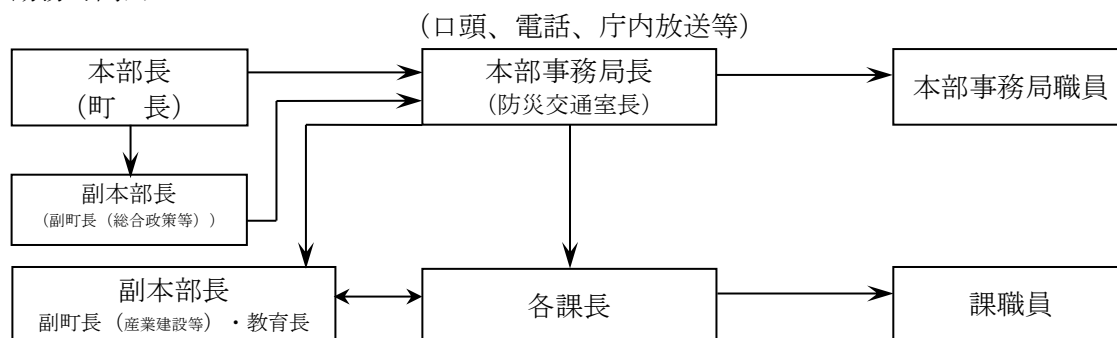 (口頭、電話、庁内放送等)
本部長
(町　長)
本部事務局長
(防災交通室長)
本部事務局職員
副本部長
(副町長(総合政策等))
副本部長
副町長(産業建設等)・教育長
各課長
課職員